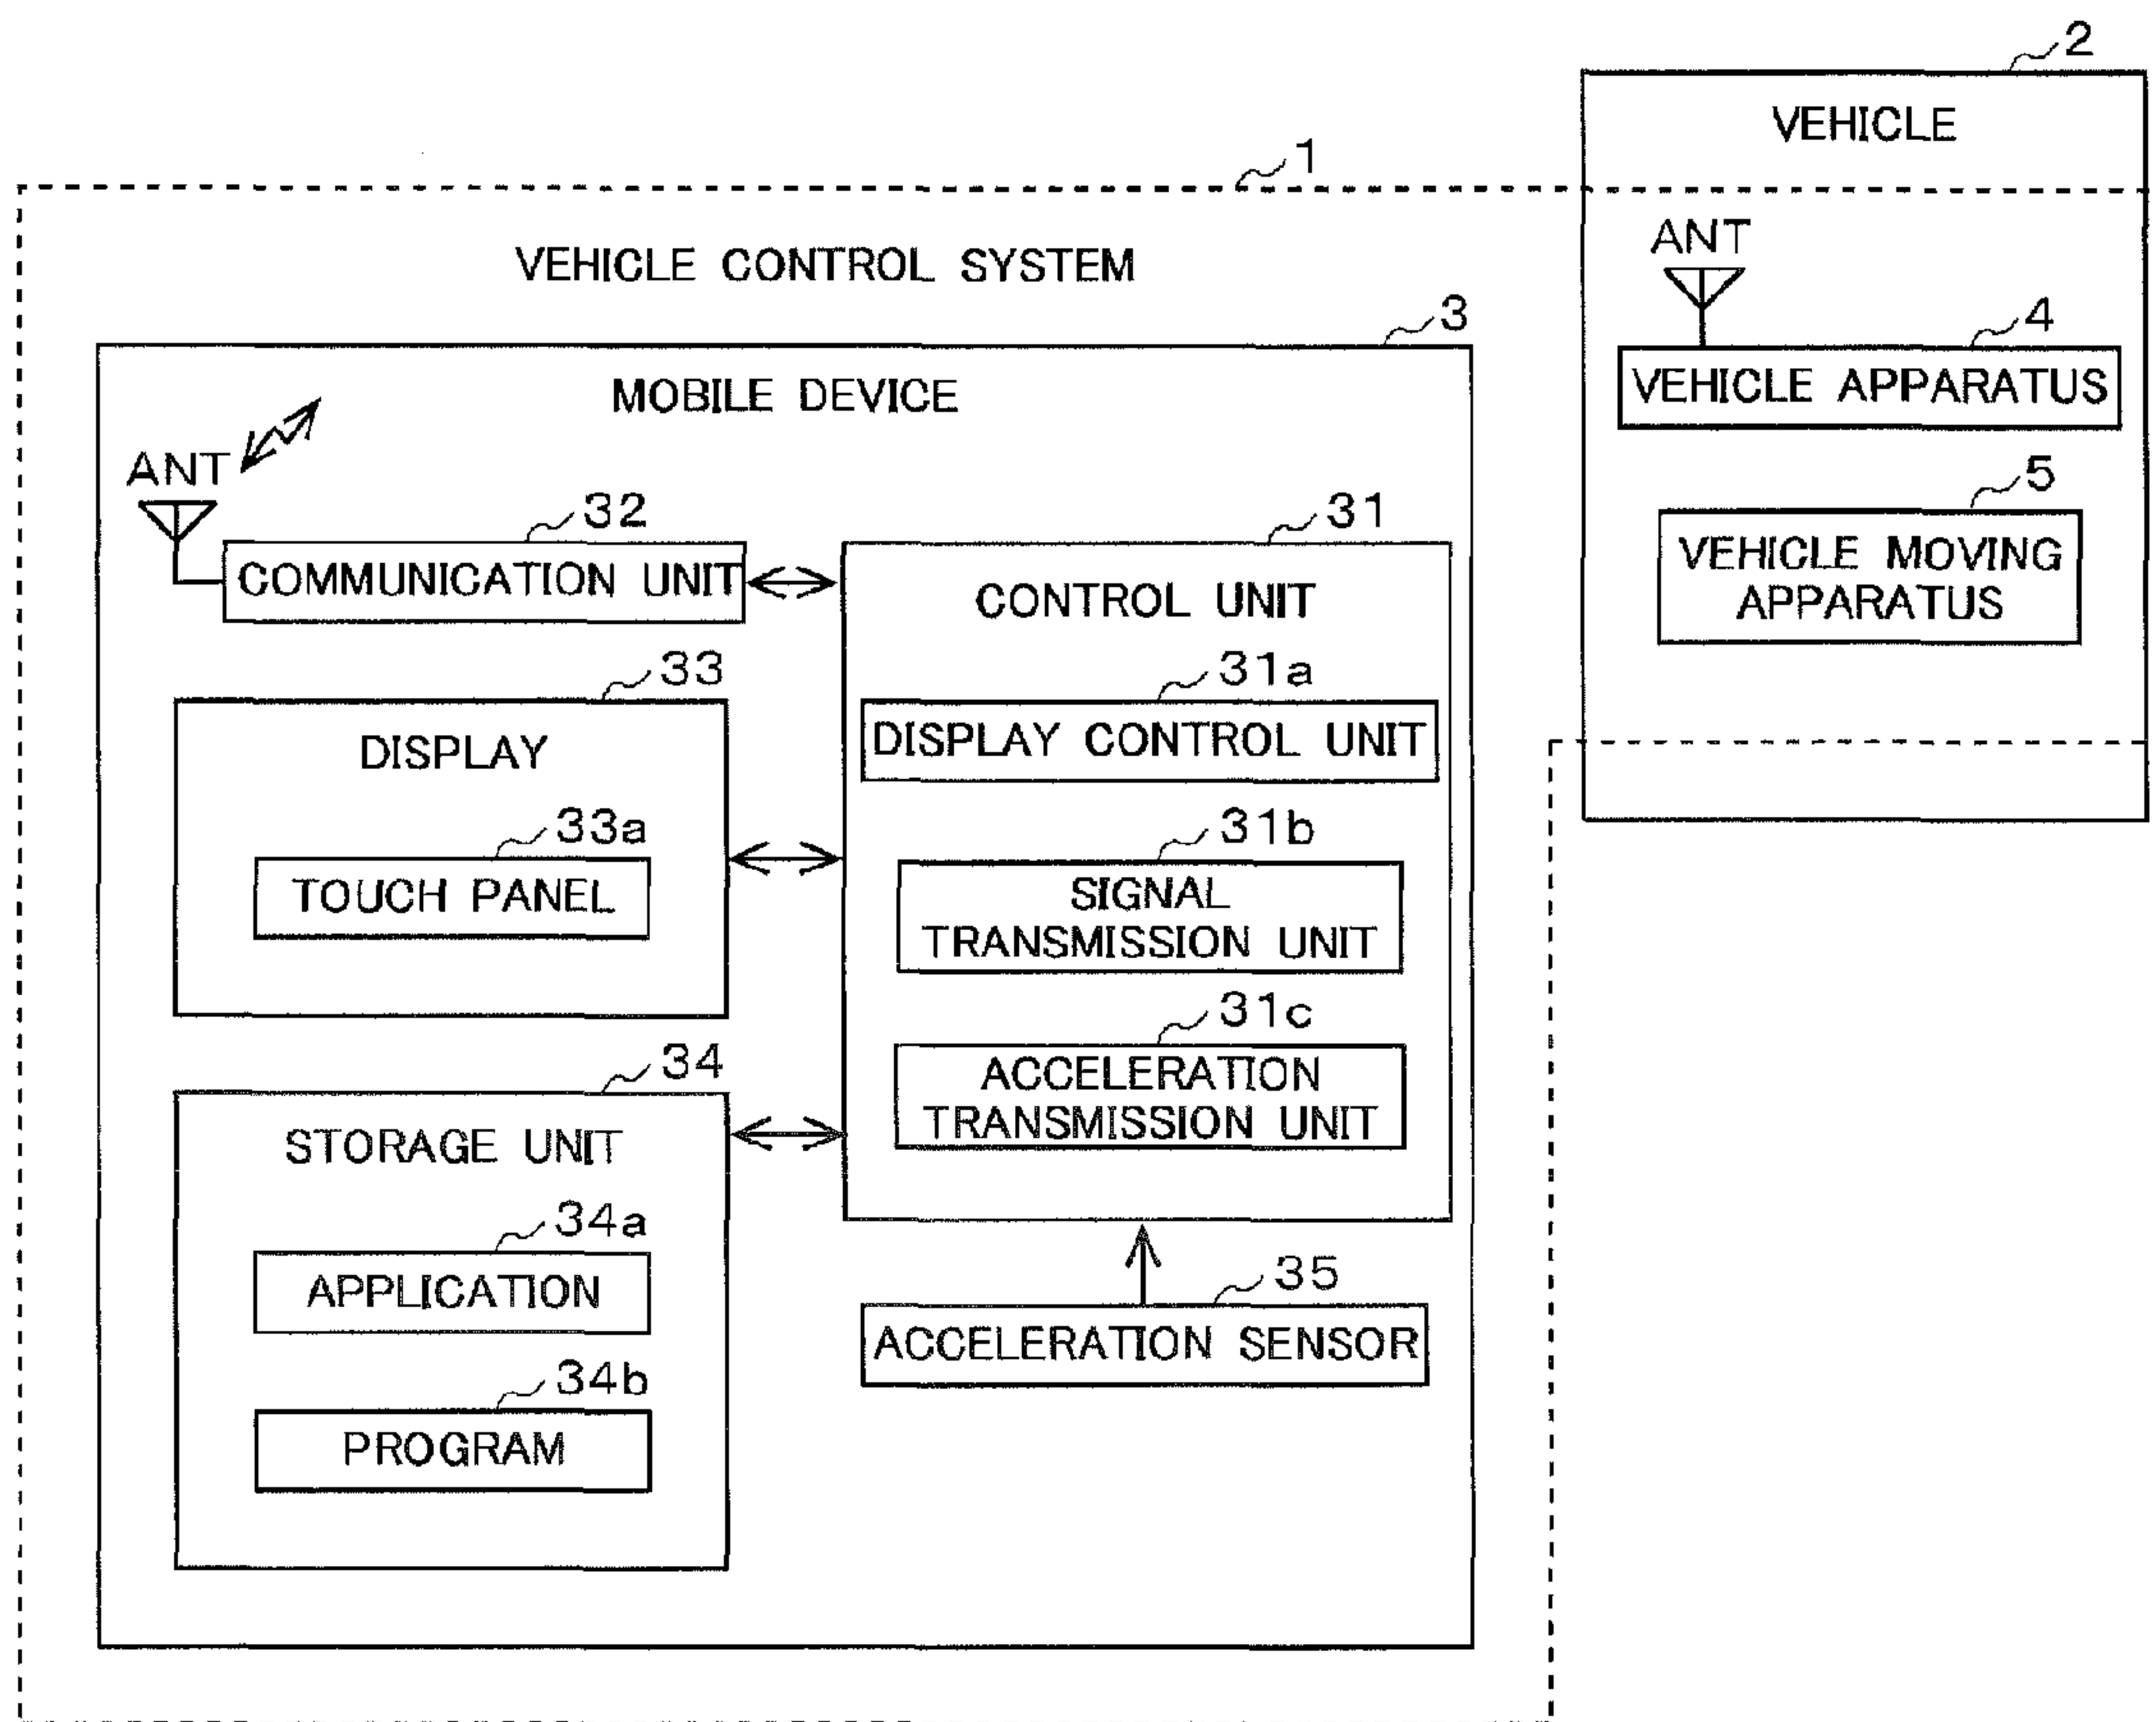 2
VEHICLE
1
VEHICLE CONTROL SYSTEM
ANT
4
VEHICLE APPARATUS
5
VEHICLE MOVING
APPARATUS
3
MOBILE DEVICE
ANT
32
COMMUNICATION UNIT
31
CONTROL UNIT
31a
DISPLAY CONTROL UNIT
31b
SIGNAL
TRANSMISSION UNIT
31c
ACCELERATION
TRANSMISSION UNIT
33
DISPLAY
33a
TOUCH PANEL
34
STORAGE UNIT
34a
APPLICATION
34b
PROGRAM
35
ACCELERATION SENSOR